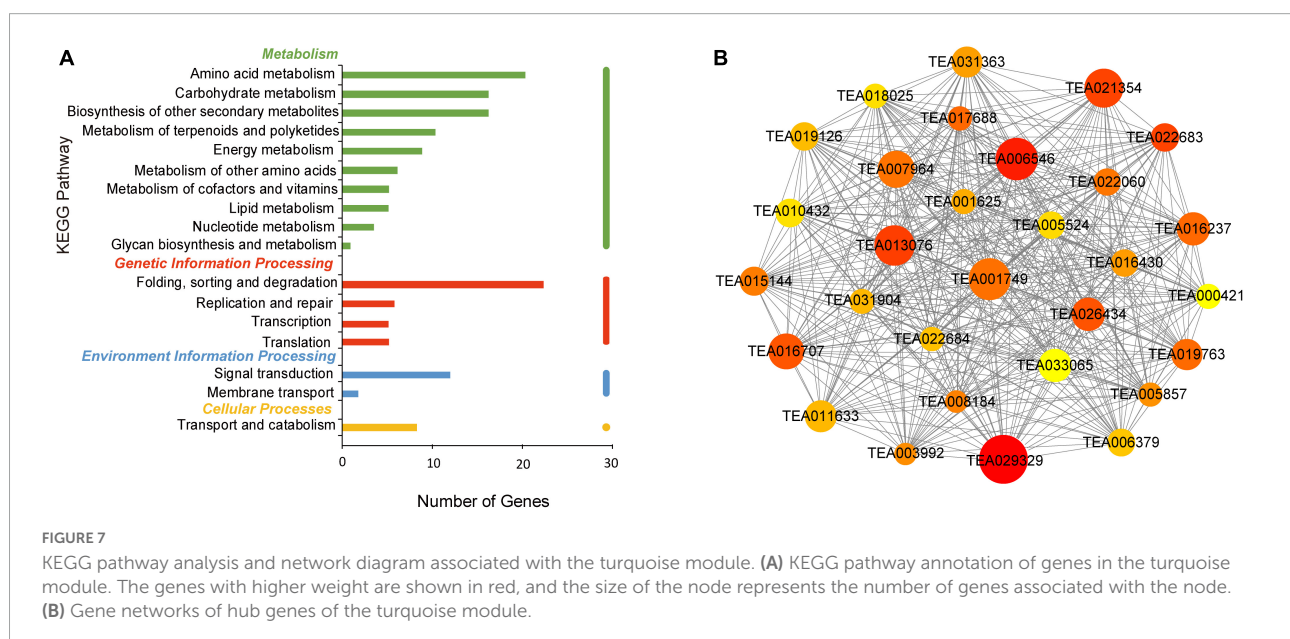 A
Metabolism
Amino acid metabolism
Carbohydrate metabolism
Biosynthesis of other secondary metabolites
Metabolism of terpenoids and polyketides
Energy metabolism
Metabolism of other amino acids
Metabolism of cofactors and vitamins
Lipid metabolism
Nucleotide metabolism
Glycan biosynthesis and metabolism
Genetic Information Processing
Folding, sorting and degradation
Replication and repair
Transcription
Translation
Environment Information Processing
Signal transduction
Membrane transport
Cellular Processes
Transport and catabolism
KEGG Pathway
0 10 20 30
Number of Genes
B
TEA031363
TEA021354
TEA018025
TEA017688
TEA019126
TEA022683
TEA006546
TEA007964
TEA022060
TEA001625
TEA010432
TEA005524
TEA016237
TEA013076
TEA016430
TEA015144
TEA001749
TEA000421
TEA031904
TEA026434
TEA022684
TEA016707
TEA019763
TEA033065
TEA005857
TEA008184
TEA011633
TEA006379
TEA003992
TEA029329
FIGURE 7
KEGG pathway analysis and network diagram associated with the turquoise module. (A) KEGG pathway annotation of genes in the turquoise
module. The genes with higher weight are shown in red, and the size of the node represents the number of genes associated with the node.
(B) Gene networks of hub genes of the turquoise module.